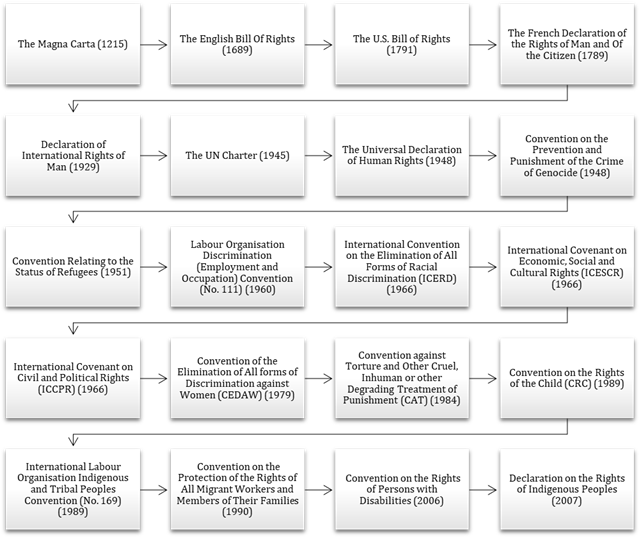 The Magna Carta (1215)
The English Bill Of Rights
(1689)
The U.S. Bill of Rights
(1791)
The French Declaration of
the Rights of Man and Of
the Citizen (1789)
Declaration of
International Rights of
Man (1929)
The UN Charter (1945)
The Universal Declaration
of Human Rights (1948)
Convention on the
Prevention and
Punishment of the Crime
of Genocide (1948)
Convention Relating to the
Status of Refugees (1951)
Labour Organisation
Discrimination
(Employment and
Occupation) Convention
(No. 111) (1960)
International Convention
on the Elimination of All
Forms of Racial
Discrimination (ICERD)
(1966)
International Covenant on
Economic, Social and
Cultural Rights (ICESCR)
(1966)
International Covenant on
Civil and Political Rights
(ICCPR) (1966)
Convention of the
Elimination of All forms of
Discrimination against
Women (CEDAW) (1979)
Convention against
Torture and Other Cruel,
Inhuman or other
Degrading Treatment of
Punishment (CAT) (1984)
Convention on the Rights
of the Child (CRC) (1989)
International Labour
Organisation Indigenous
and Tribal Peoples
Convention (No. 169)
(1989)
Convention on the
Protection of the Rights of
All Migrant Workers and
Members of Their Families
(1990)
Convention on the Rights
of Persons with
Disabilities (2006)
Declaration on the Rights
of Indigenous Peoples
(2007)